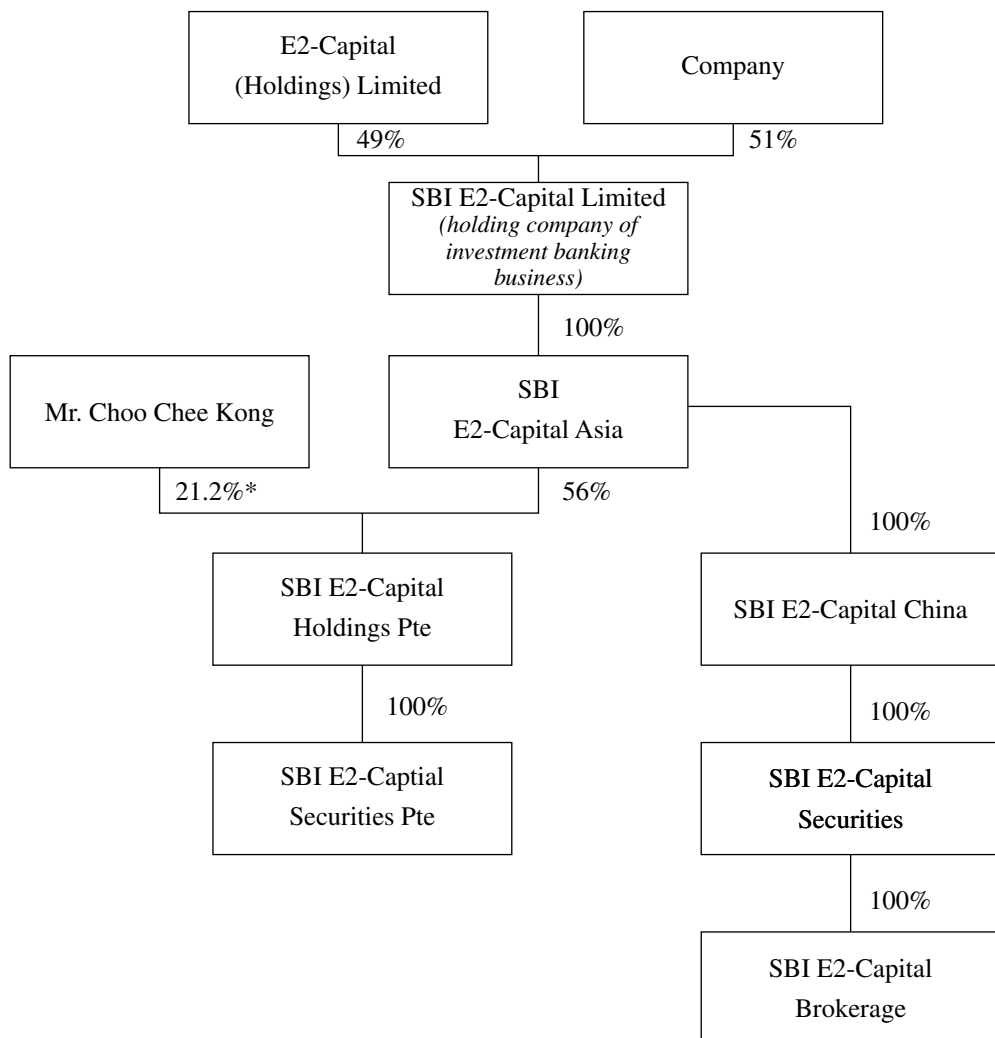 E2-Capital
(Holdings) Limited
Company
49%
51%
SBI E2-Capital Limited
(holding company of
investment banking
business)
100%
Mr. Choo Chee Kong
SBI
E2-Capital Asia
21.2%*
56%
100%
SBI E2-Capital
Holdings Pte
SBI E2-Capital China
100%
100%
SBI E2-Captial
Securities Pte
SBI E2-Capital
Securities
100%
SBI E2-Capital
Brokerage